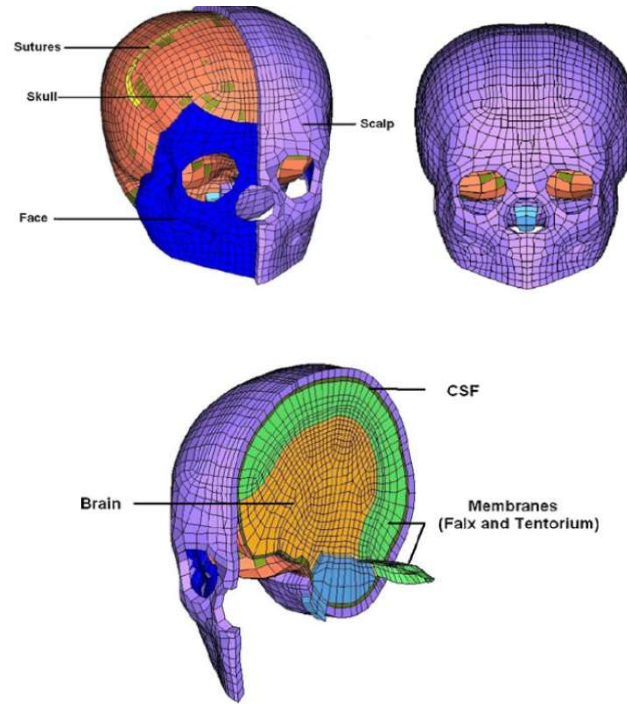 Sutures
Skull
Scalp
Face
CSF
Brain
Membranes
(Falx and Tentorium)